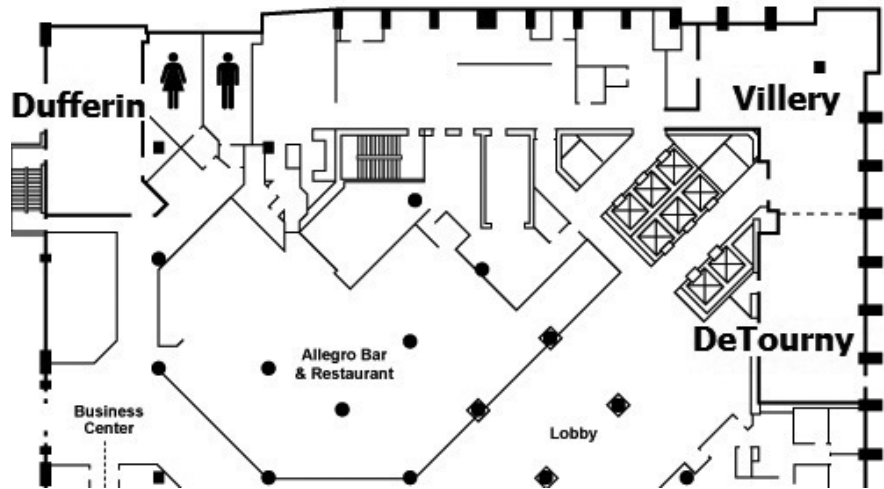 Dufferin
Villery
DeTourny
Allegro Bar
& Restaurant
Business
Center
Lobby